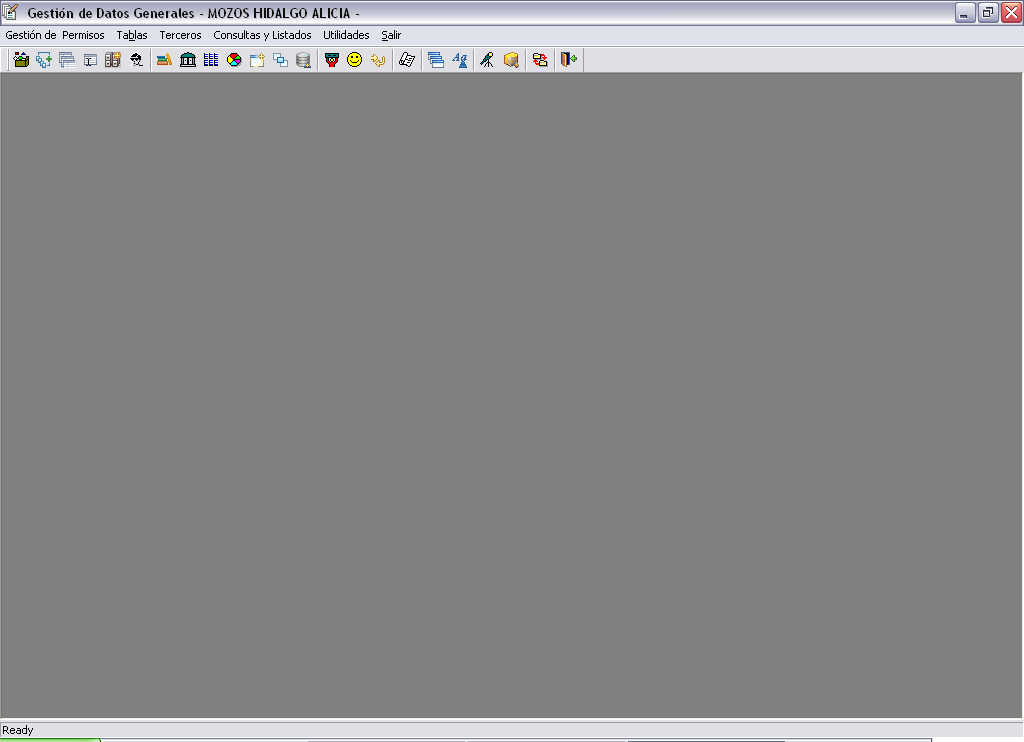 Gestión de Datos Generales - MOZOS HIDALGO ALICIA -
Gestión de Permisos Tablas Terceros Consultas y Listados Utilidades Salir
Ready